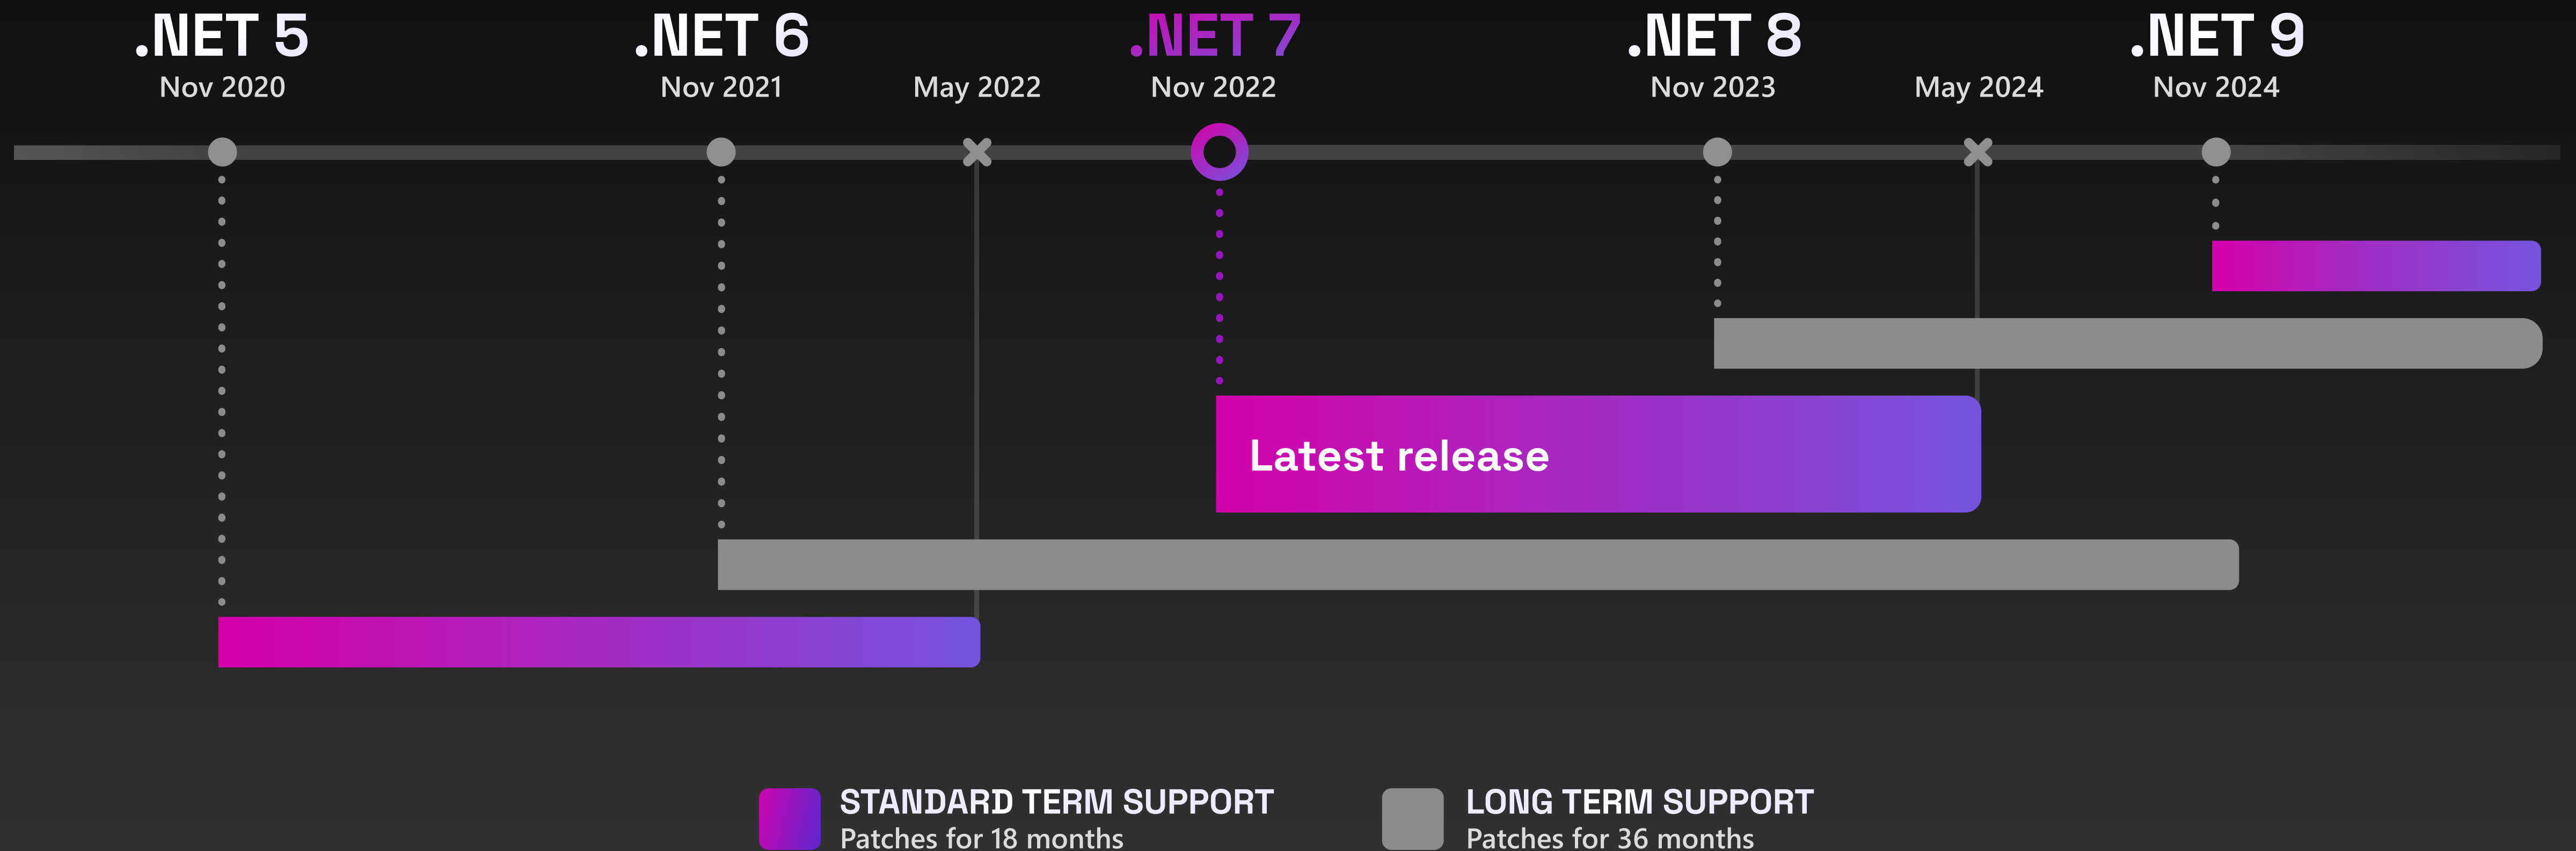 .NET 5
Nov 2020
.NET 6
Nov 2021
May 2022
.NET 7
Nov 2022
.NET 8
Nov 2023
May 2024
.NET 9
Nov 2024
Latest release
STANDARD TERM SUPPORT
Patches for 18 months
LONG TERM SUPPORT
Patches for 36 months